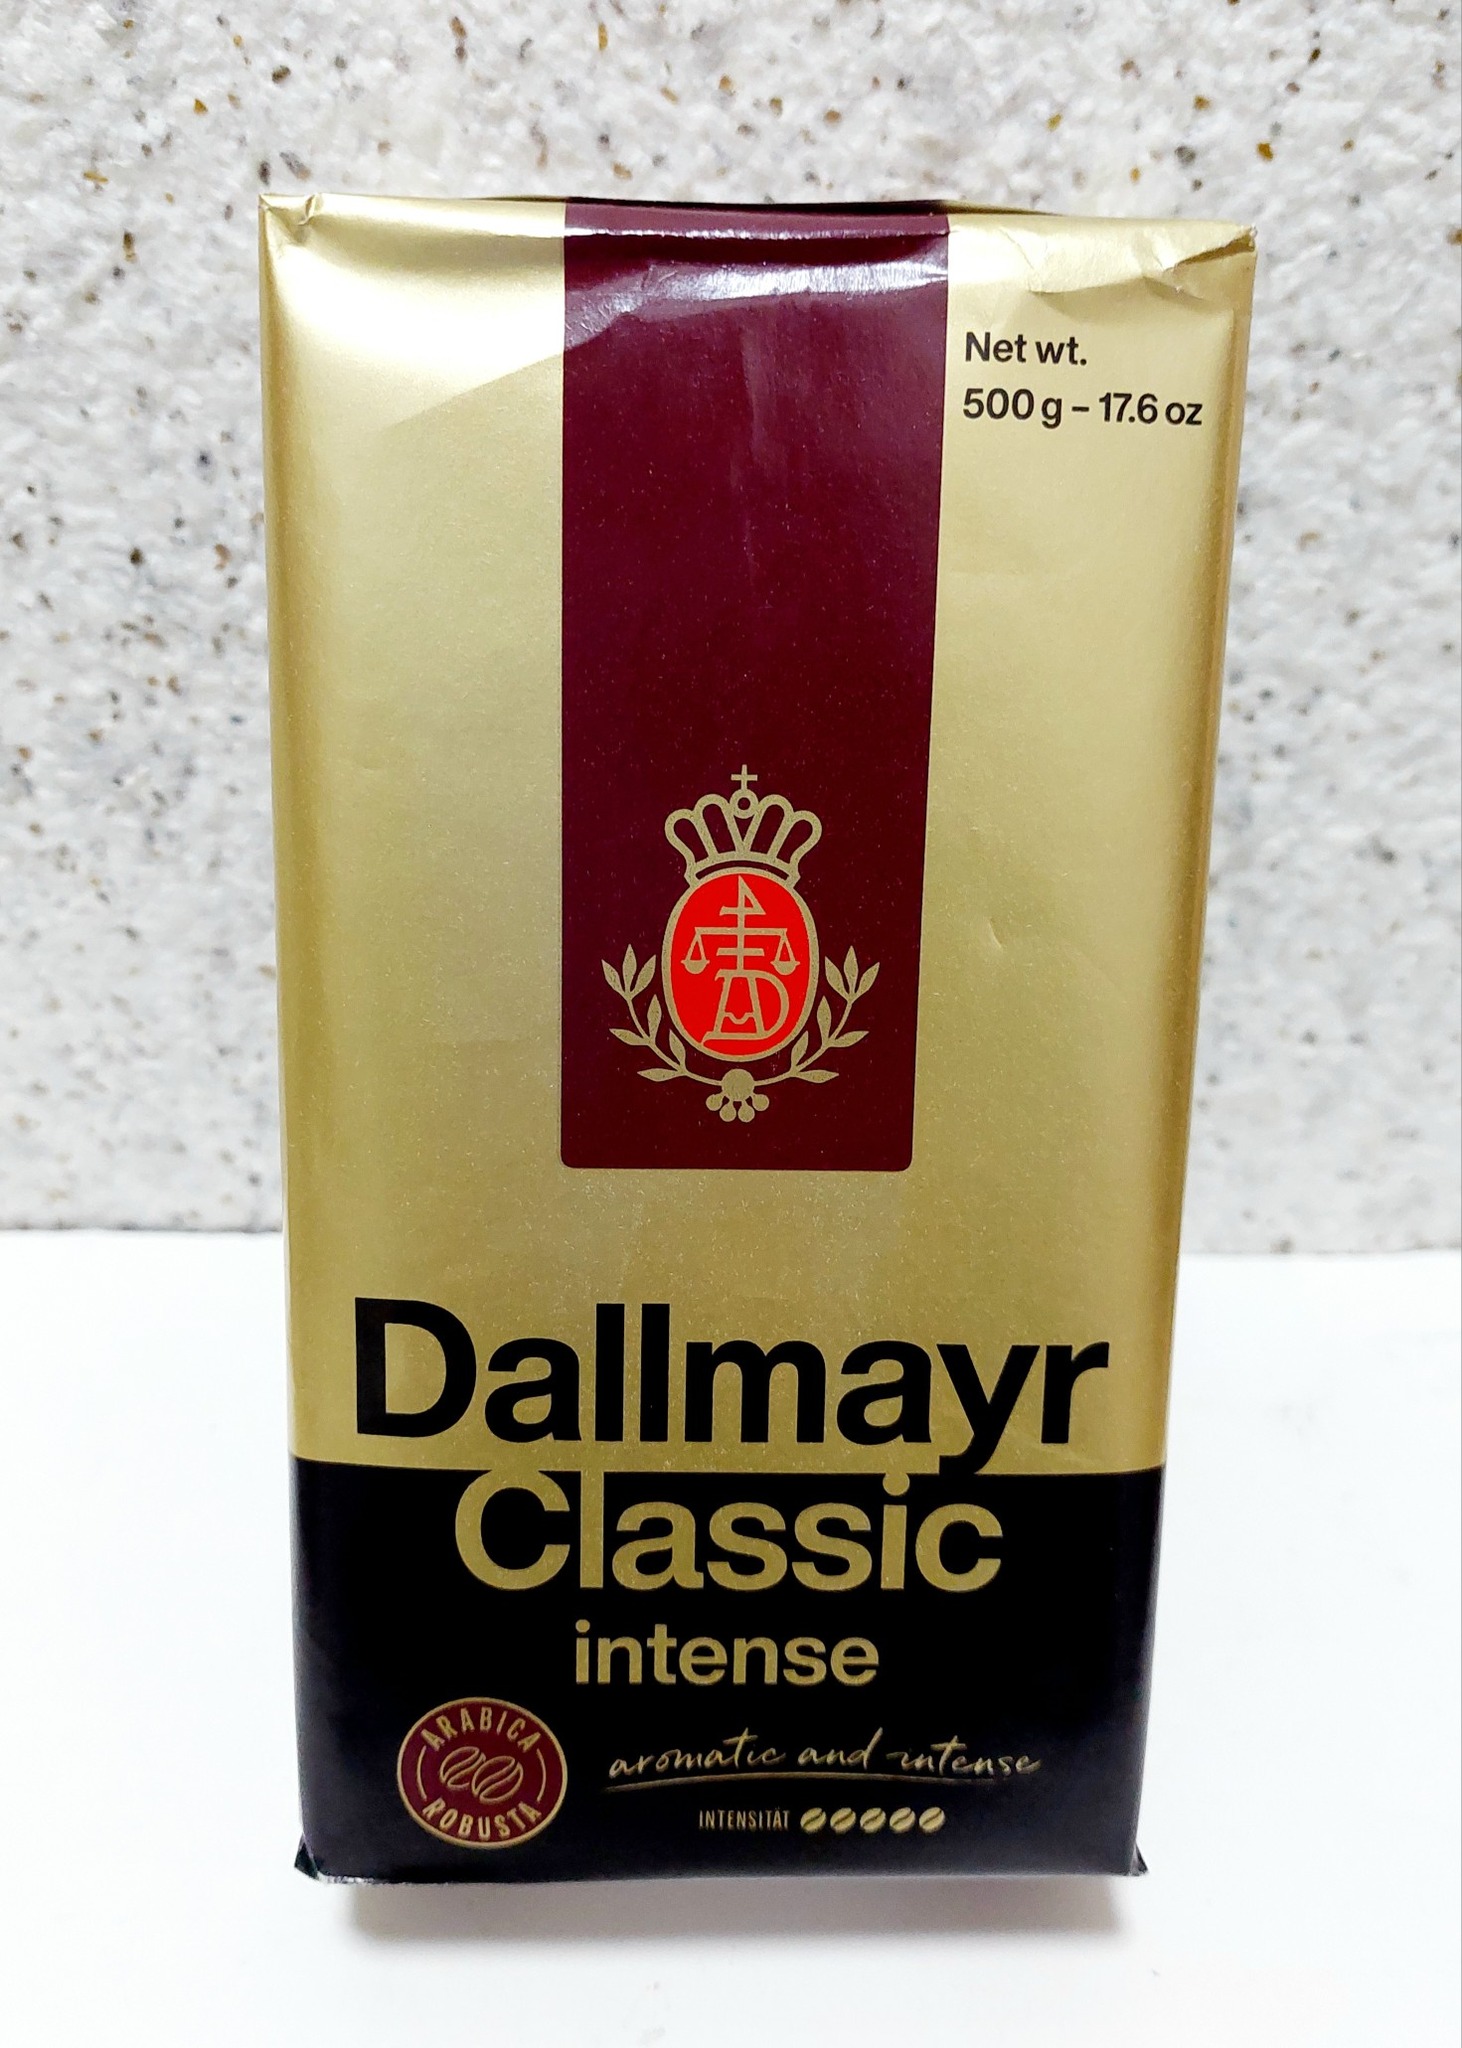 Net wt.
500 g – 17.6 oz
Dallmayr
Classic
intense
ARABICA
ROBUSTA
aromatic and intense
INTENSITÄT